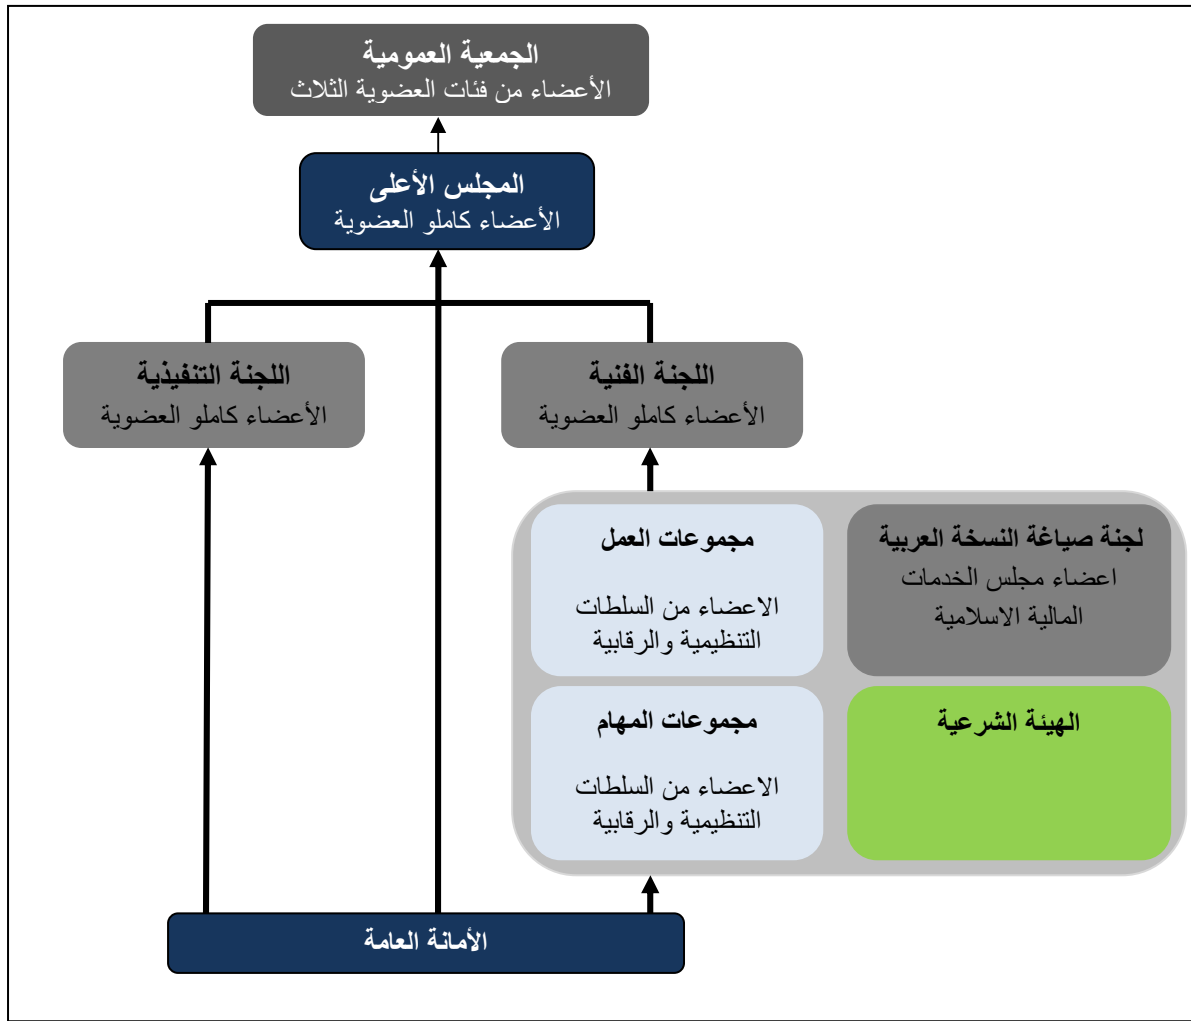 الجمعية العمومية
الأعضاء من فئات العضوية الثلاث
المجلس الأعلى
الأعضاء كاملو العضوية
اللجنة الفنية
الأعضاء كاملو العضوية
اللجنة التنفيذية
الأعضاء كاملو العضوية
لجنة صياغة النسخة العربية
اعضاء مجلس الخدمات
المالية الاسلامية
مجموعات العمل
الاعضاء من السلطات
التنظيمية والرقابية
الهيئة الشرعية
مجموعات المهام
الاعضاء من السلطات
التنظيمية والرقابية
الأمانة العامة